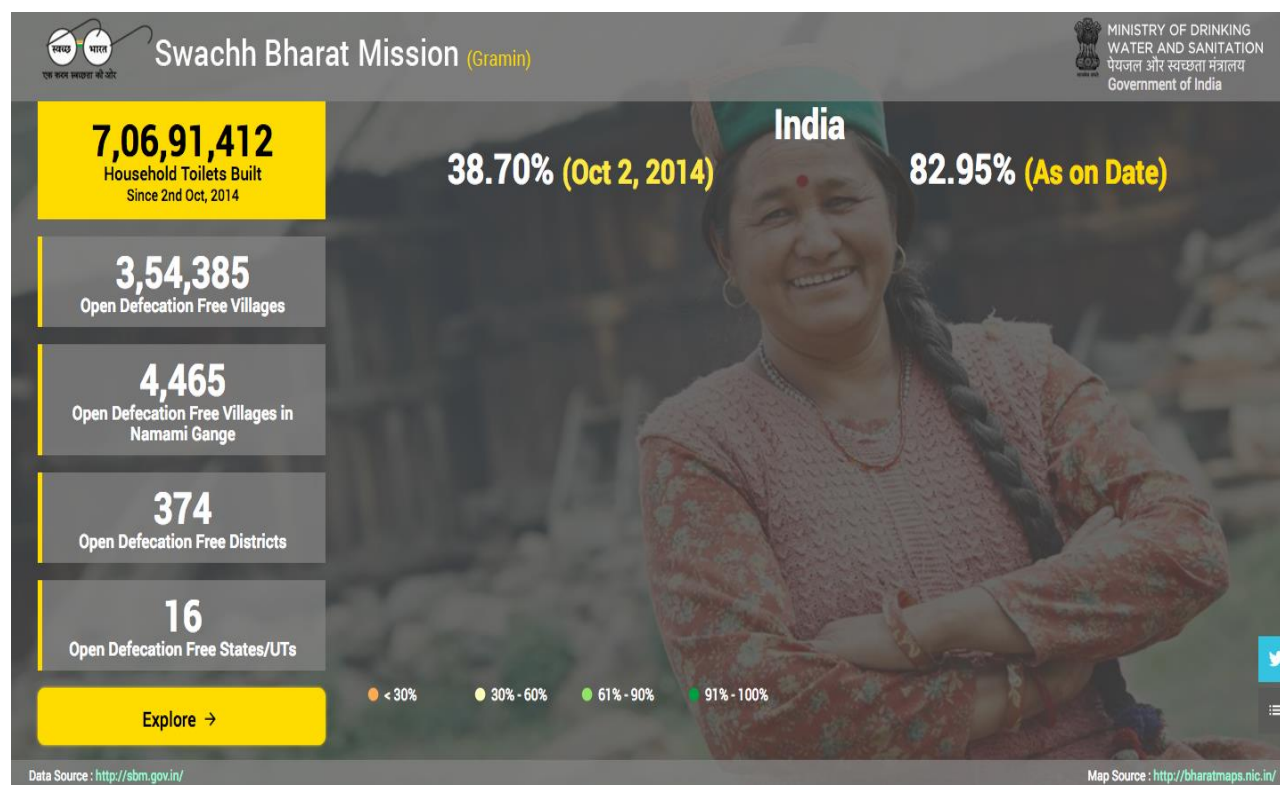 स्वच्छ भारत
एक कदम स्वच्छता की ओर
Swachh Bharat Mission (Gramin)
MINISTRY OF DRINKING
WATER AND SANITATION
पेयजल और स्वच्छता मंत्रालय
Government of India
7,06,91,412
Household Toilets Built
Since 2nd Oct, 2014
India
38.70% (Oct 2, 2014)
82.95% (As on Date)
3,54,385
Open Defecation Free Villages
4,465
Open Defecation Free Villages in
Namami Gange
374
Open Defecation Free Districts
16
Open Defecation Free States/UTs
< 30%
30% - 60%
61% - 90%
91% - 100%
Explore →
Data Source : http://sbm.gov.in/
Map Source : http://bharatmaps.nic.in/